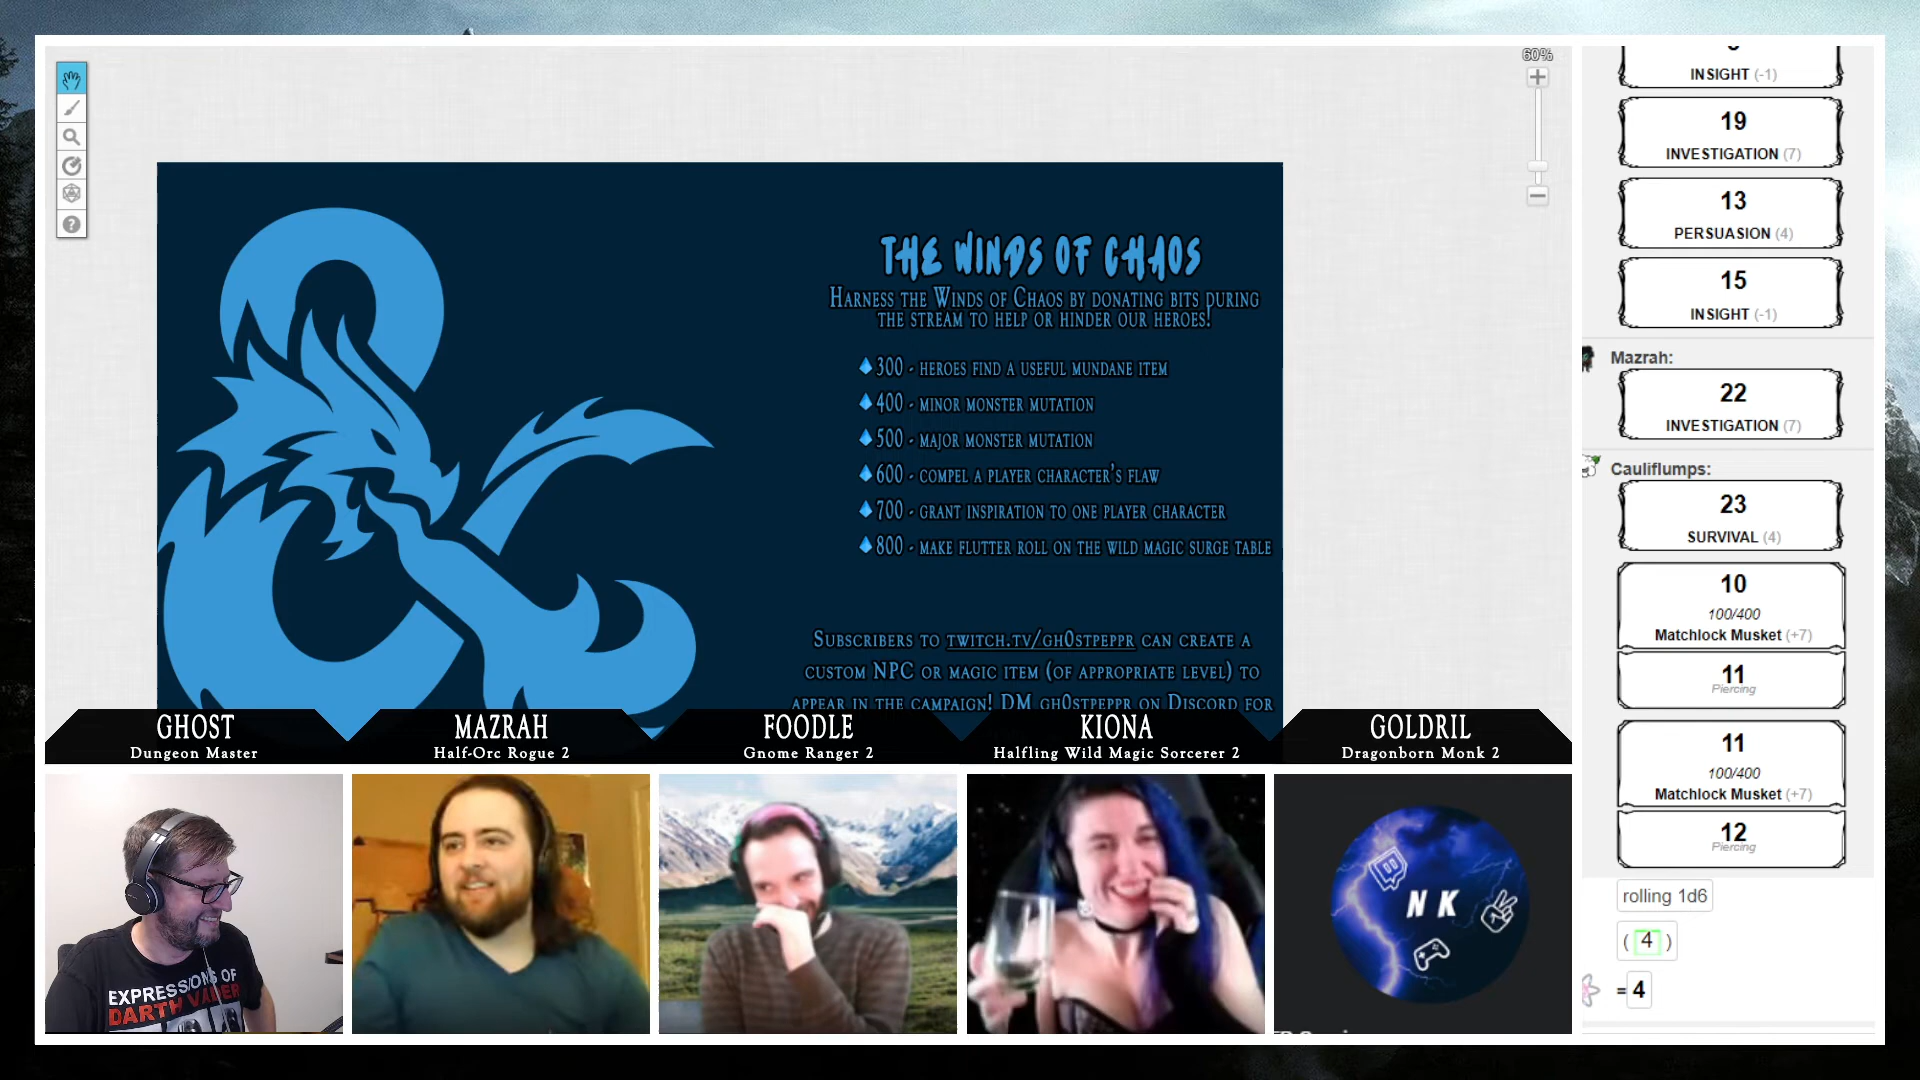 60%
THE WINDS OF CHAOS
HARNESS THE WINDS OF CHAOS BY DONATING BITS DURING
THE STREAM TO HELP OR HINDER OUR HEROES!
300 - HEROES FIND A USEFUL MUNDANE ITEM
400 - MINOR MONSTER MUTATION
500 - MAJOR MONSTER MUTATION
600 - COMPEL A PLAYER CHARACTER'S FLAW
700 - GRANT INSPIRATION TO ONE PLAYER CHARACTER
800 - MAKE FLUTTER ROLL ON THE WILD MAGIC SURGE TABLE
SUBSCRIBERS TO TWITCH.TV/GH0STPEPPR CAN CREATE A
CUSTOM NPC OR MAGIC ITEM (OF APPROPRIATE LEVEL) TO
APPEAR IN THE CAMPAIGN! DM GH0STPEPPR ON DISCORD FOR
GHOST
Dungeon Master
MAZRAH
Half-Orc Rogue 2
FOODLE
Gnome Ranger 2
KIONA
Halfling Wild Magic Sorcerer 2
GOLDRIL
Dragonborn Monk 2
EXPRESSIONS OF
DARTH VADER
NK
INSIGHT (-1)
19
INVESTIGATION (7)
13
PERSUASION (4)
15
INSIGHT (-1)
Mazrah:
22
INVESTIGATION (7)
Cauliflumps:
23
SURVIVAL (4)
10
100/400
Matchlock Musket (+7)
11
Piercing
11
100/400
Matchlock Musket (+7)
12
Piercing
rolling 1d6
( 4 )
=4